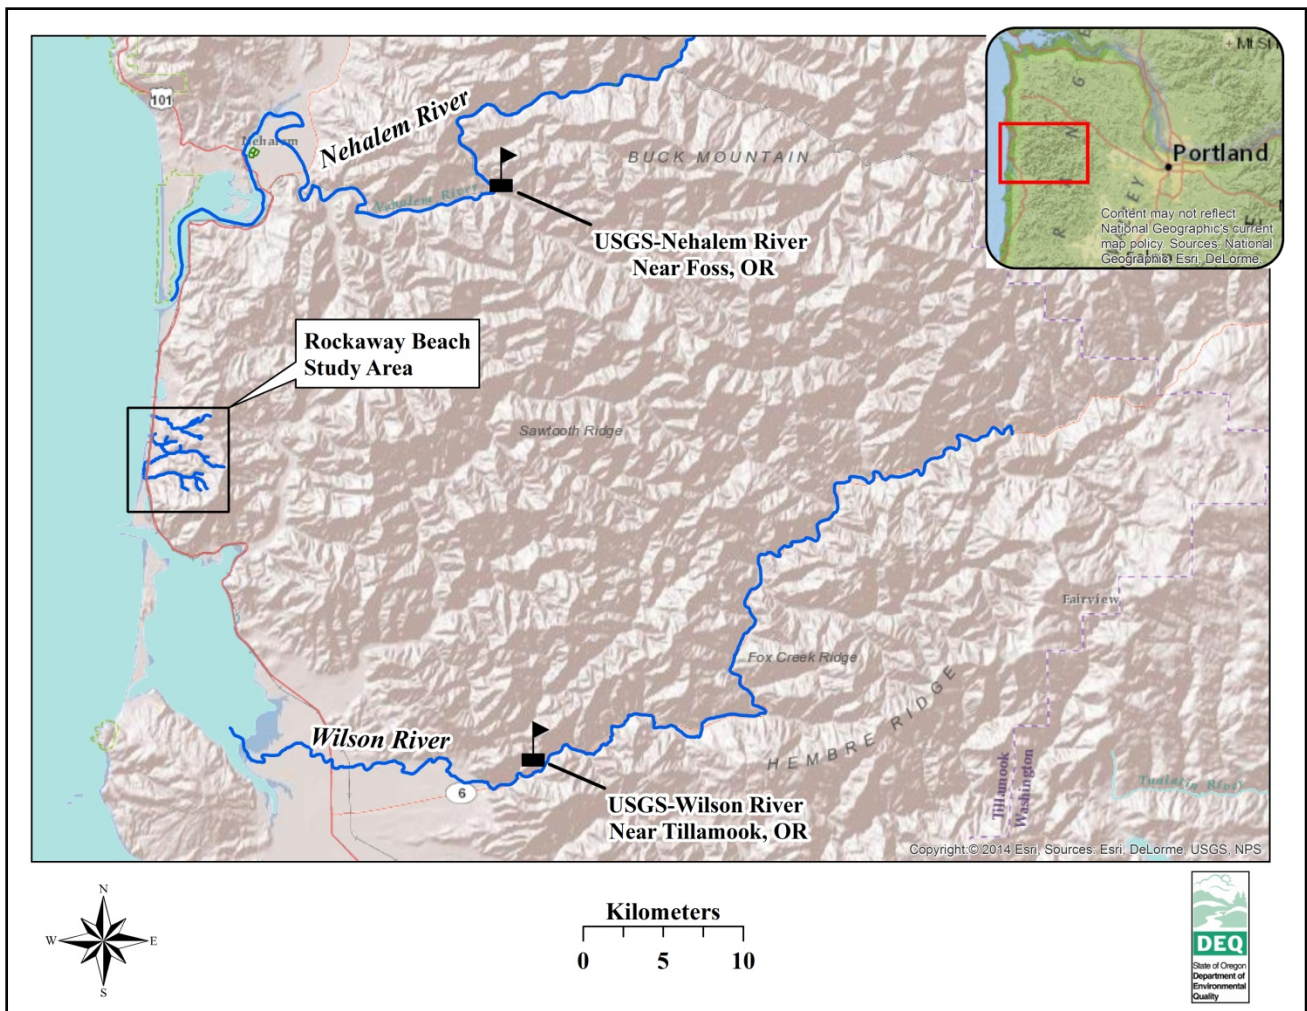 101
Nehalem
Nehalem River
Nehalem River
BUCK MOUNTAIN
USGS-Nehalem River
Near Foss, OR
+ Mt St
Portland
Content may not reflect
National Geographic's current
map policy. Sources: National
Geographic, Esri, DeLorme,
Rockaway Beach
Study Area
Sawtooth Ridge
Fairview
Fox Creek Ridge
HEMBRE RIDGE
Wilson River
6
USGS-Wilson River
Near Tillamook, OR
Tillamook
Washington
Tualatin River
Copyright:© 2014 Esri, Sources: Esri, DeLorme, USGS, NPS
N
W
E
S
Kilometers
0 5 10
DEQ
State of Oregon
Department of
Environmental
Quality